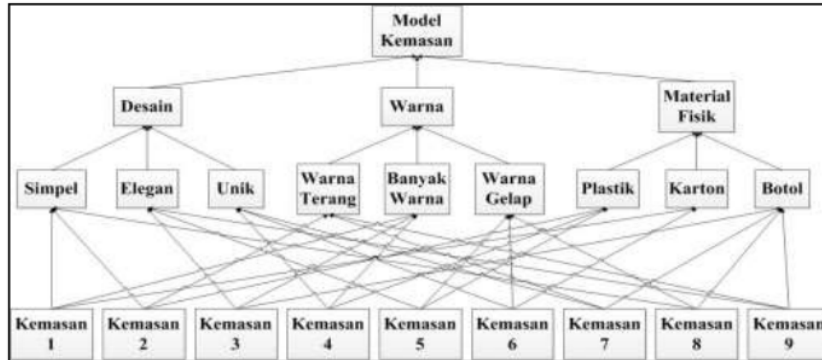 Model
Kemasan
Desain
Warna
Material
Fisik
Simpel
Elegan
Unik
Warna
Terang
Banyak
Warna
Warna
Gelap
Plastik
Karton
Botol
Kemasan
1
Kemasan
2
Kemasan
3
Kemasan
4
Kemasan
5
Kemasan
6
Kemasan
7
Kemasan
8
Kemasan
9